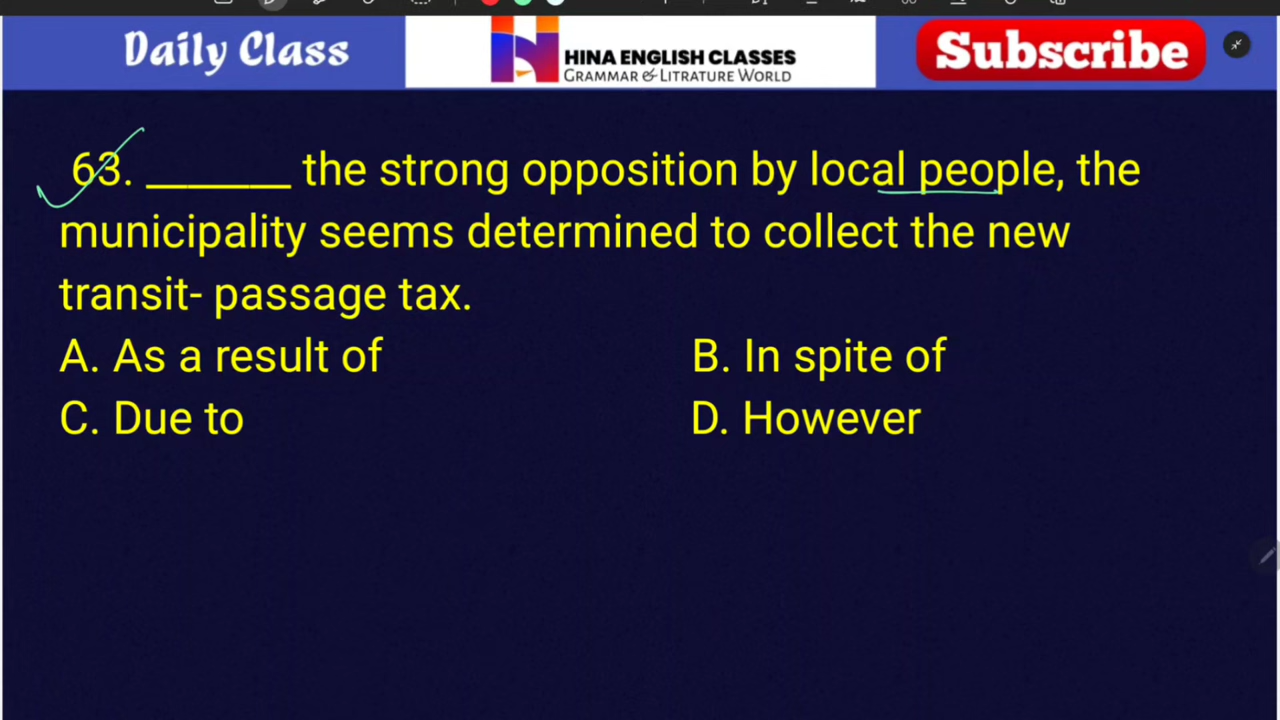 Daily Class
HINA ENGLISH CLASSES
GRAMMAR & LITRATURE WORLD
Subscribe
63. ______ the strong opposition by local people, the
municipality seems determined to collect the new
transit- passage tax.
A. As a result of B. In spite of
C. Due to D. However